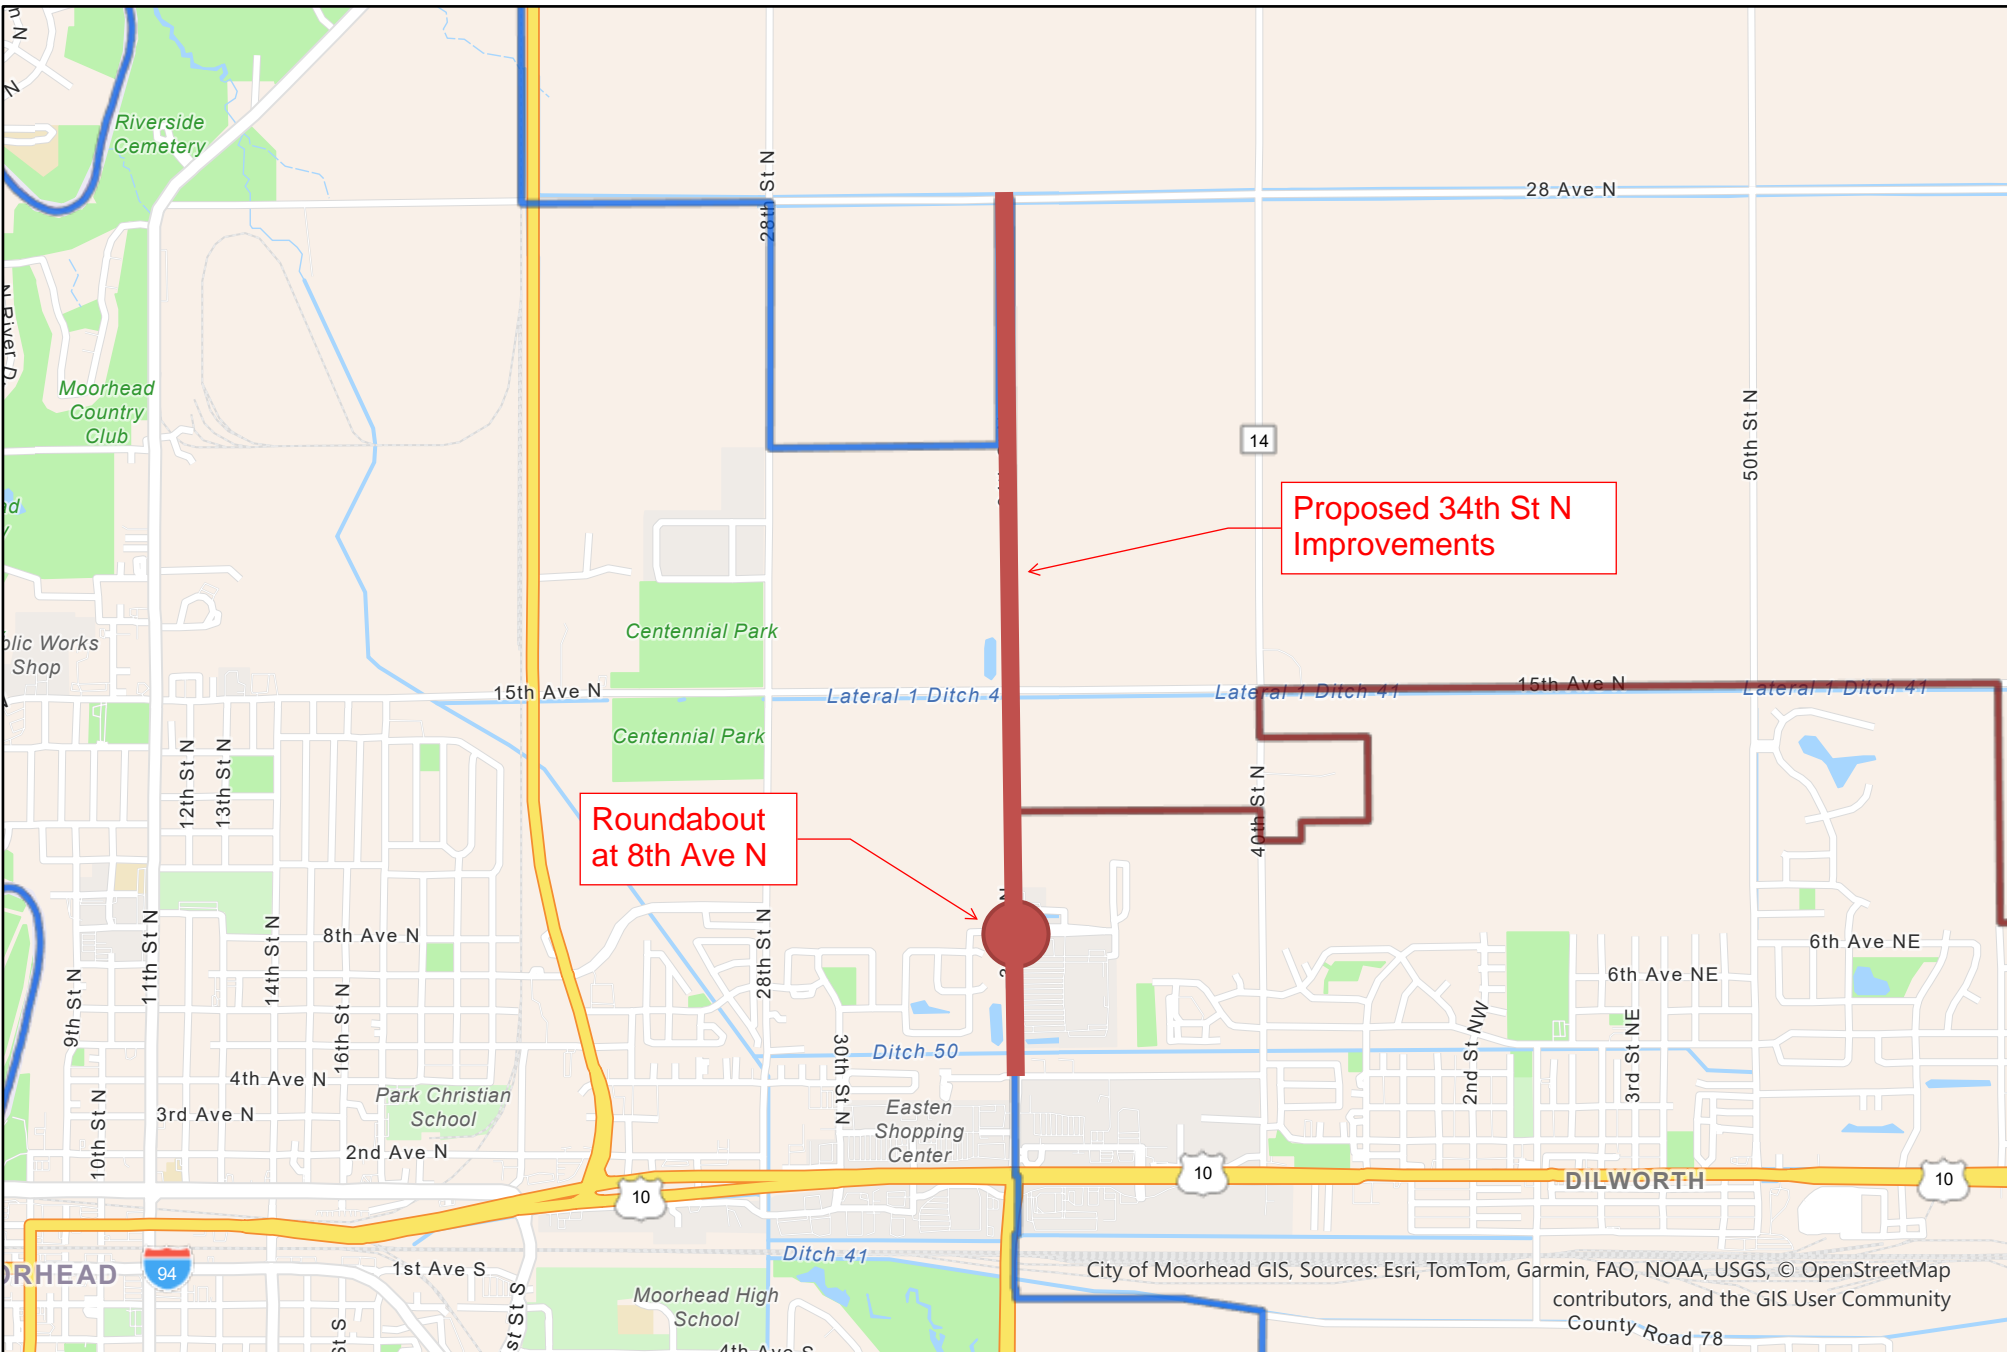 Riverside
Cemetery
28th St N
28 Ave N
N River D
Moorhead
Country
Club
14
50th St N
Proposed 34th St N
Improvements
Centennial Park
Works
Shop
15th Ave N
Lateral 1 Ditch 4
Lateral 1 Ditch 41
15th Ave N
Lateral 1 Ditch 41
Centennial Park
12th St N
13th St N
40th St N
Roundabout
at 8th Ave N
8th Ave N
11th St N
14th St N
28th St N
6th Ave NE
6th Ave NE
9th St N
16th St N
2nd St NW
3rd St NE
30th St N
Ditch 50
4th Ave N
Park Christian
School
3rd Ave N
10th St N
2nd Ave N
Easten
Shopping
Center
10
10
DILWORTH
10
Ditch 41
94
1st Ave S
Moorhead High
School
City of Moorhead GIS, Sources: Esri, TomTom, Garmin, FAO, NOAA, USGS, © OpenStreetMap
contributors, and the GIS User Community
County Road 78
4th Ave S